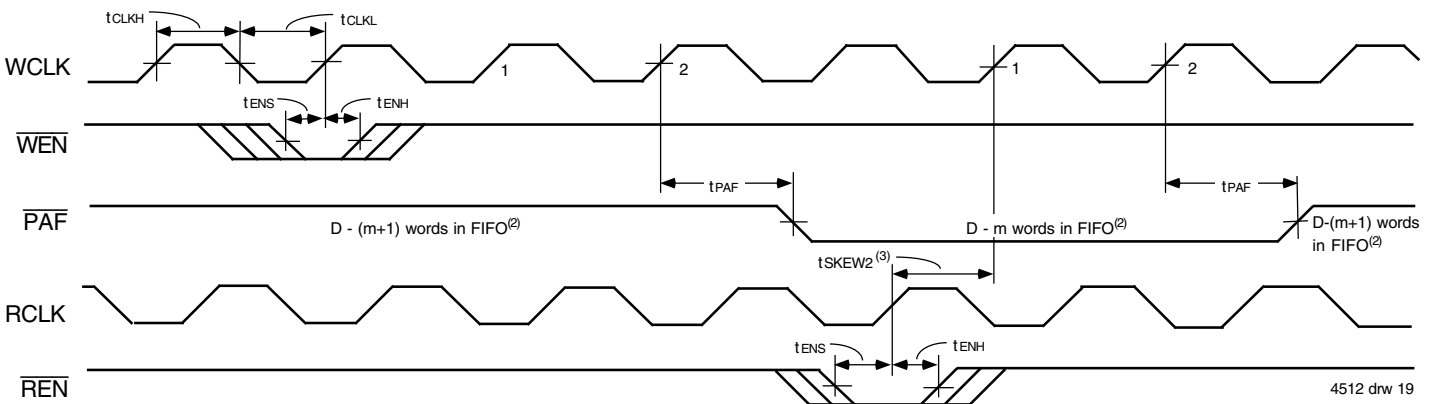 tCLKH tCLKL
WCLK 1 2 1 2
tENS tENH
WEN
tPAF tPAF
PAF
D - (m+1) words in FIFO(2) D - m words in FIFO(2) D-(m+1) words
in FIFO(2)
tSKEW2(3)
RCLK
tENS tENH
REN
4512 drw 19